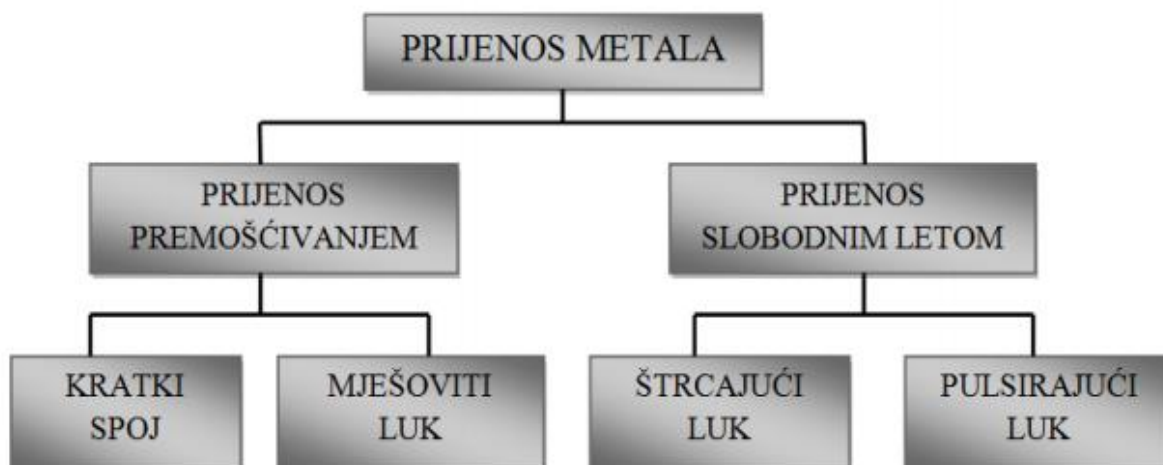 PRIJENOS METALA
PRIJENOS
PREMOŠĆIVANJEM
PRIJENOS
SLOBODNIM LETOM
KRATKI
SPOJ
MJEŠOVITI
LUK
ŠTRCAJUĆI
LUK
PULSIRAJUĆI
LUK